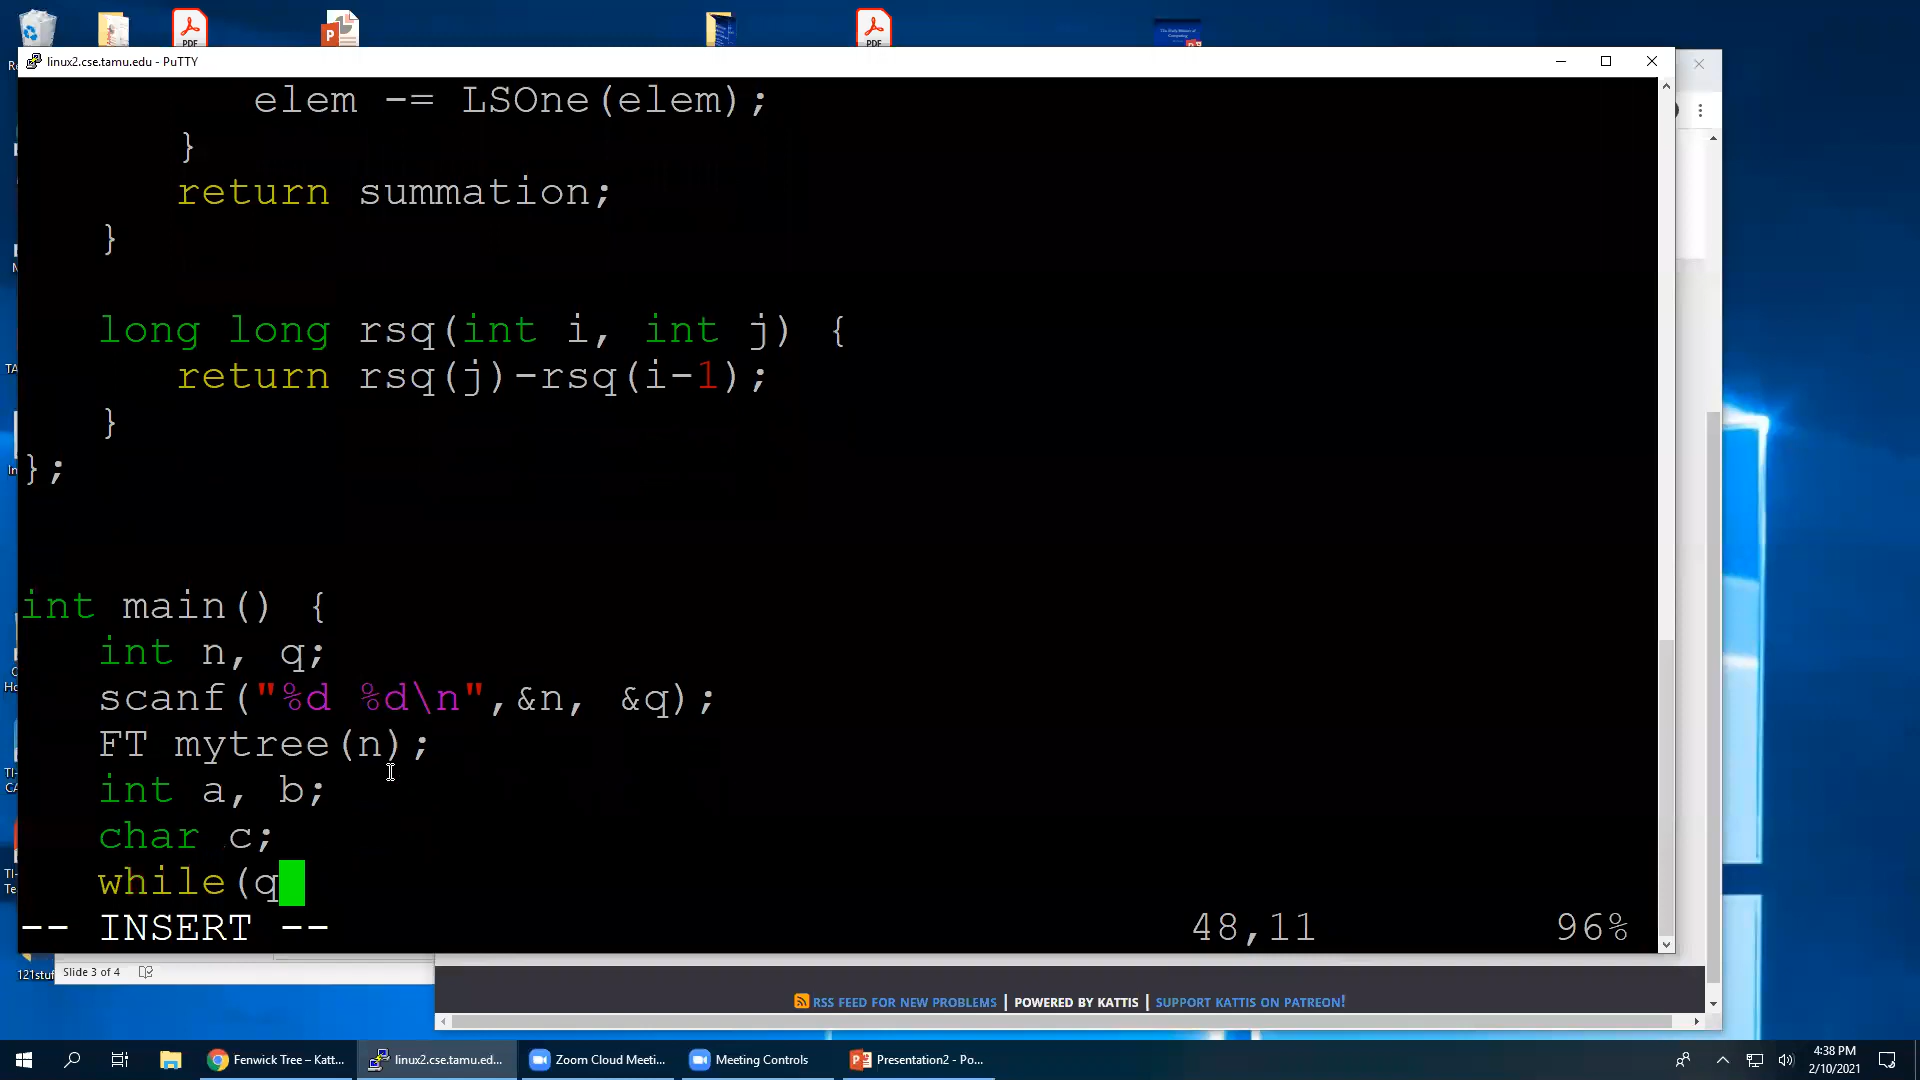 linux2.cse.tamu.edu - PuTTY
elem -= LSOne(elem);
}
return summation;
}
long long rsq(int i, int j) {
return rsq(j)-rsq(i-1);
}
};
int main() {
int n, q;
scanf("%d %d\n",&n, &q);
FT mytree(n);
int a, b;
char c;
while(q
-- INSERT -- 48,11 96%
121stuf
Slide 3 of 4
RSS FEED FOR NEW PROBLEMS | POWERED BY KATTIS | SUPPORT KATTIS ON PATREON!
Fenwick Tree – Katt...
linux2.cse.tamu.ed...
Zoom Cloud Meeti...
Meeting Controls
Presentation2 - Po...
4:38 PM
2/10/2021